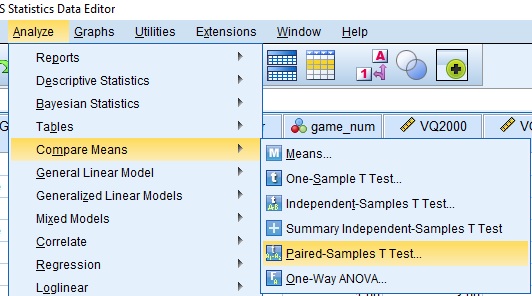 S Statistics Data Editor
Analyze Graphs Utilities Extensions Window Help
Reports
Descriptive Statistics
Bayesian Statistics
Tables
Compare Means
General Linear Model
Generalized Linear Models
Mixed Models
Correlate
Regression
Loglinear
game_num VQ2000
Means...
One-Sample T Test...
Independent-Samples T Test...
Summary Independent-Samples T Test
Paired-Samples T Test...
One-Way ANOVA...